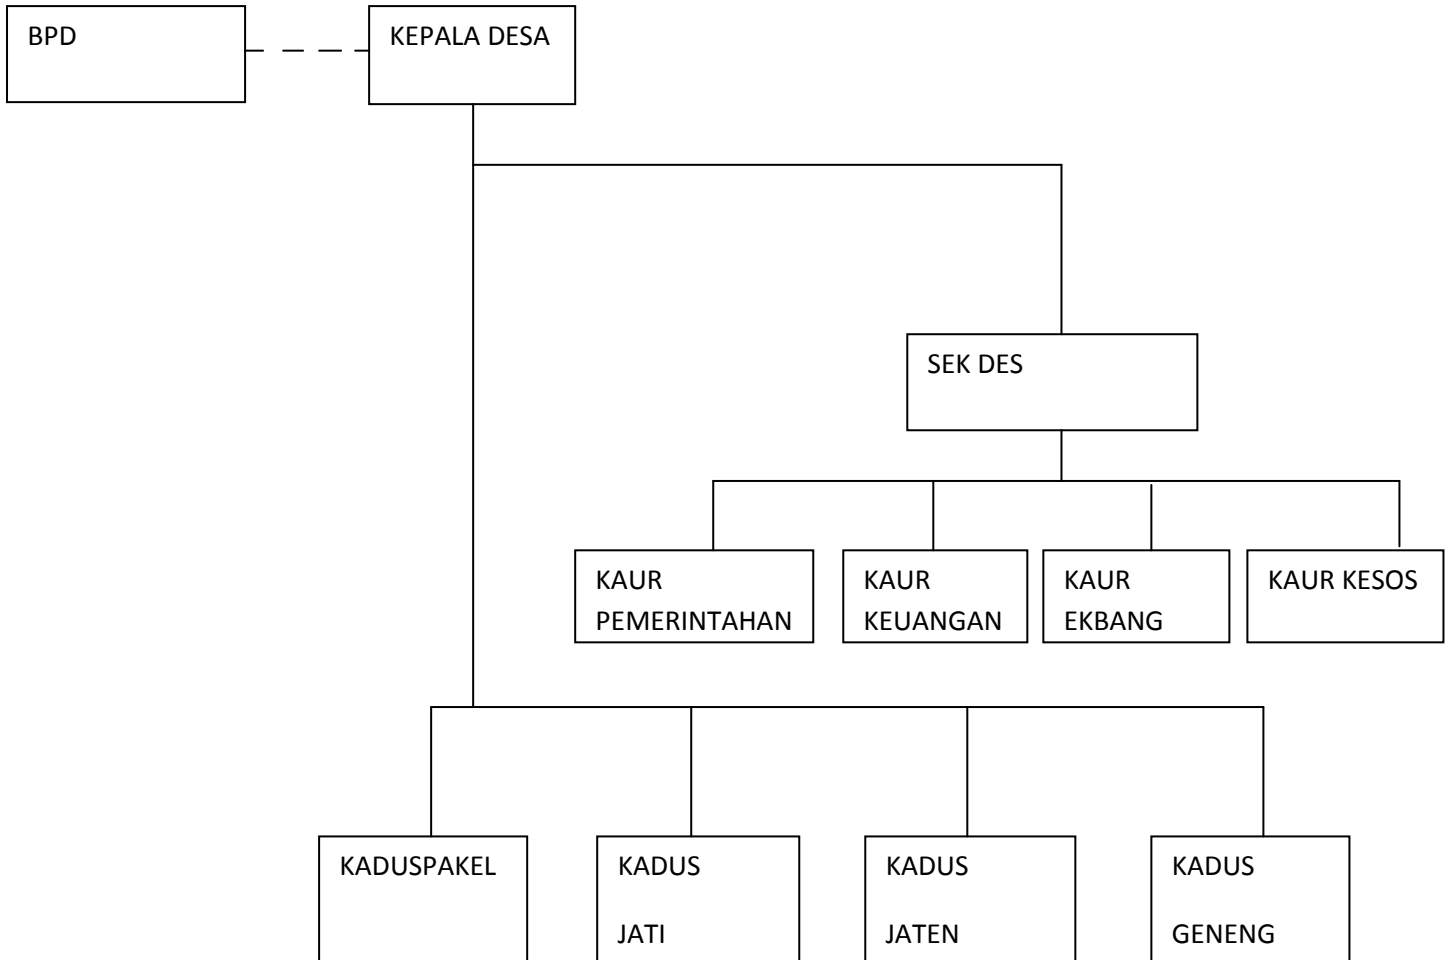 BPD
KEPALA DESA
SEK DES
KAUR
PEMERINTAHAN
KAUR
KEUANGAN
KAUR
EKBANG
KAUR KESOS
KADUSPAKEL
KADUS
JATI
KADUS
JATEN
KADUS
GENENG